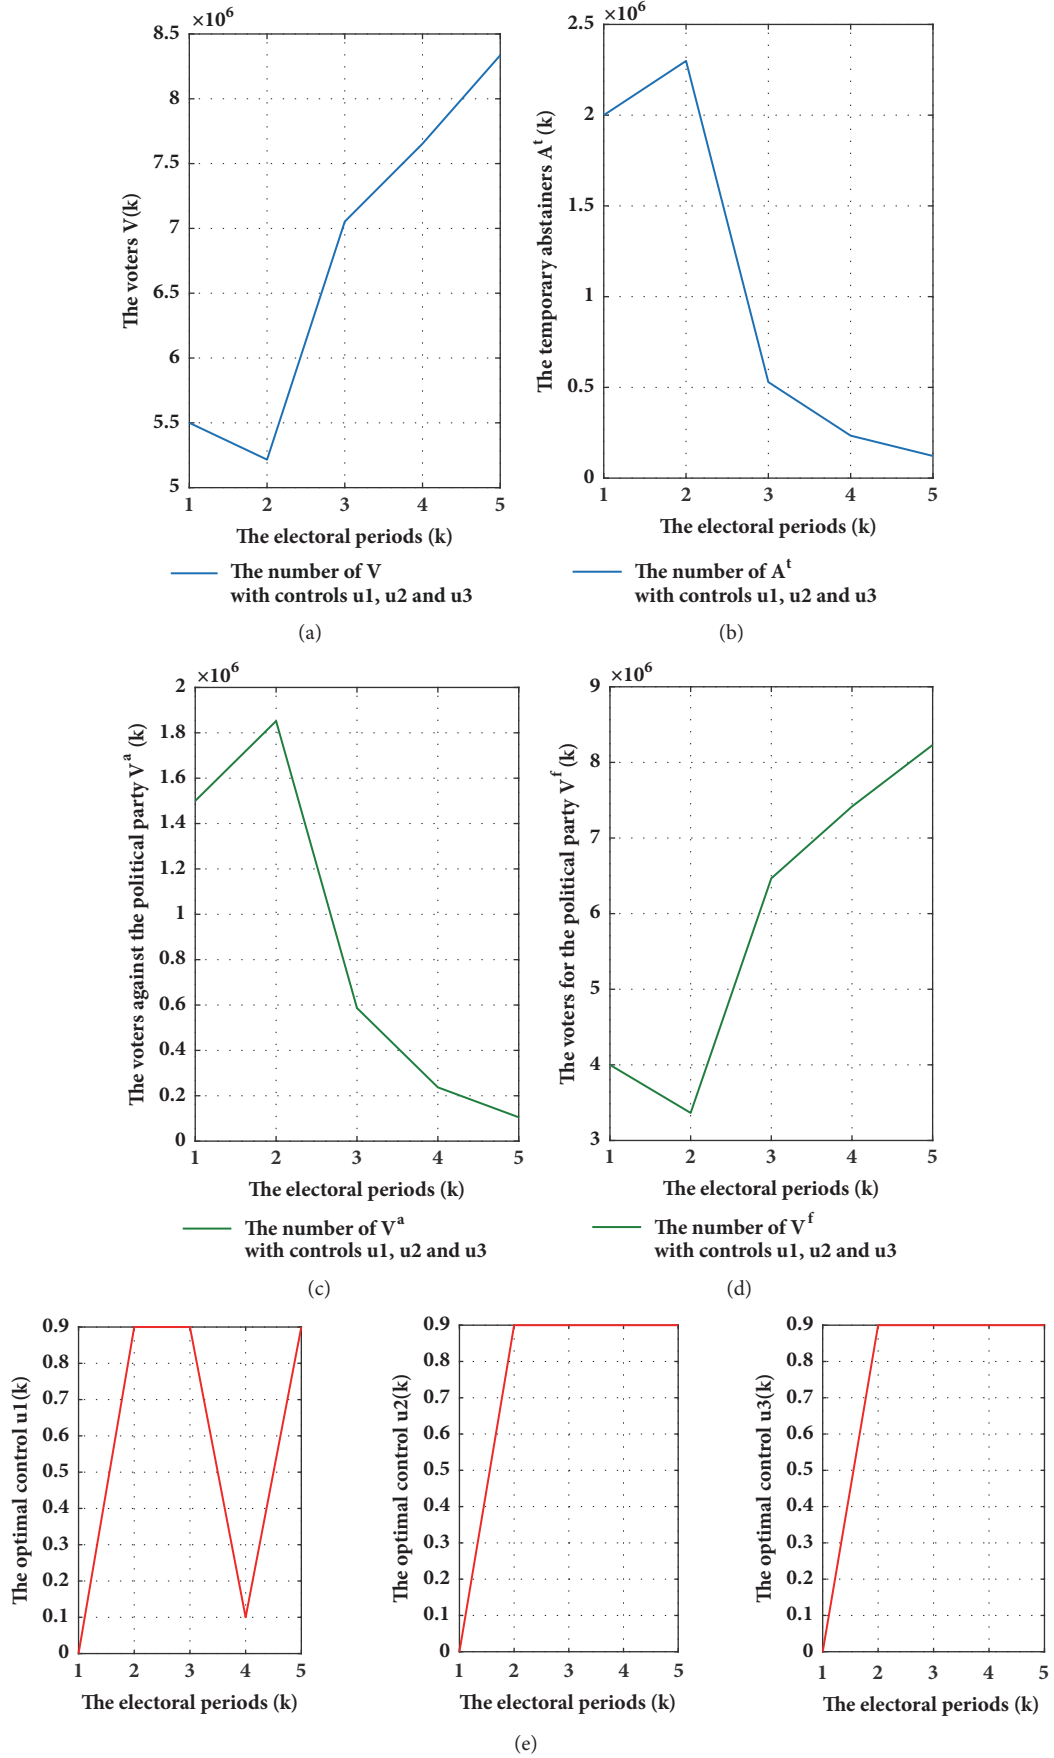 ×10⁶
8.5
8
7.5
7
6.5
6
5.5
5
The voters V(k)
1 2 3 4 5
The electoral periods (k)
The number of V
with controls u1, u2 and u3
(a)
×10⁶
2.5
2
1.5
1
0.5
0
The temporary abstainers Aᵗ (k)
1 2 3 4 5
The electoral periods (k)
The number of Aᵗ
with controls u1, u2 and u3
(b)
×10⁶
2
1.8
1.6
1.4
1.2
1
0.8
0.6
0.4
0.2
0
The voters against the political party Vᵃ (k)
1 2 3 4 5
The electoral periods (k)
The number of Vᵃ
with controls u1, u2 and u3
(c)
×10⁶
9
8
7
6
5
4
3
The voters for the political party Vᶠ (k)
1 2 3 4 5
The electoral periods (k)
The number of Vᶠ
with controls u1, u2 and u3
(d)
0.9
0.8
0.7
0.6
0.5
0.4
0.3
0.2
0.1
0
The optimal control u1(k)
1 2 3 4 5
The electoral periods (k)
0.9
0.8
0.7
0.6
0.5
0.4
0.3
0.2
0.1
0
The optimal control u2(k)
1 2 3 4 5
The electoral periods (k)
0.9
0.8
0.7
0.6
0.5
0.4
0.3
0.2
0.1
0
The optimal control u3(k)
1 2 3 4 5
The electoral periods (k)
(e)